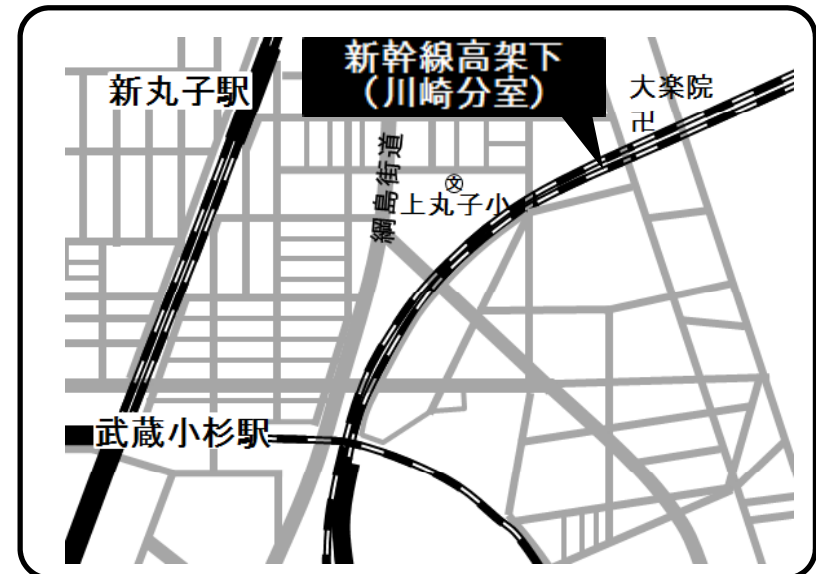 新幹線高架下
（川崎分室）
新丸子駅
大楽院
卍
綱島街道
文
上丸子小
武蔵小杉駅